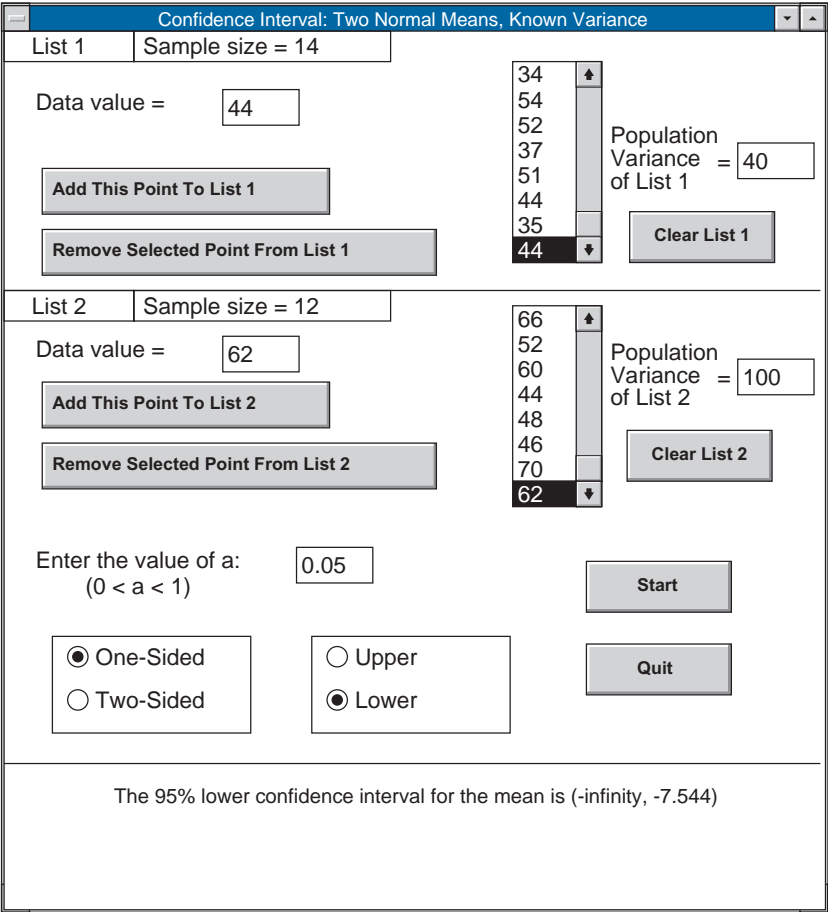 Confidence Interval: Two Normal Means, Known Variance
List 1
Sample size = 14
Data value =
44
Add This Point To List 1
Remove Selected Point From List 1
34
54
52
37
51
44
35
44
Population
Variance
of List 1
=
40
Clear List 1
List 2
Sample size = 12
Data value =
62
Add This Point To List 2
Remove Selected Point From List 2
66
52
60
44
48
46
70
62
Population
Variance
of List 2
=
100
Clear List 2
Enter the value of a:
(0 < a < 1)
0.05
Start
One-Sided
Two-Sided
Upper
Lower
Quit
The 95% lower confidence interval for the mean is (-infinity, -7.544)